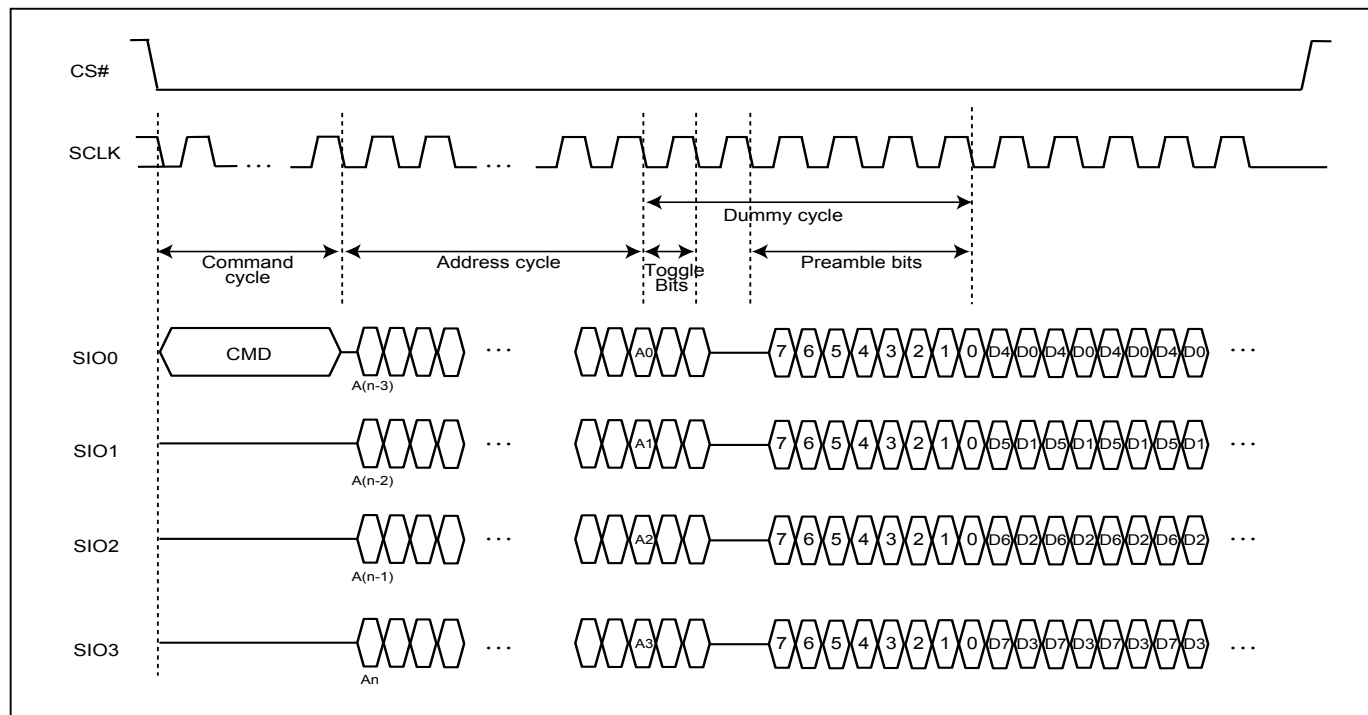 CS#
SCLK ... ...
Dummy cycle
Command cycle
Address cycle
Toggle Bits
Preamble bits
SIO0 CMD ... A0 7 6 5 4 3 2 1 0 D4 D0 D4 D0 D4 D0 D4 D0 ...
A(n-3)
SIO1 ... A1 7 6 5 4 3 2 1 0 D5 D1 D5 D1 D5 D1 D5 D1 ...
A(n-2)
SIO2 ... A2 7 6 5 4 3 2 1 0 D6 D2 D6 D2 D6 D2 D6 D2 ...
A(n-1)
SIO3 ... A3 7 6 5 4 3 2 1 0 D7 D3 D7 D3 D7 D3 D7 D3 ...
An